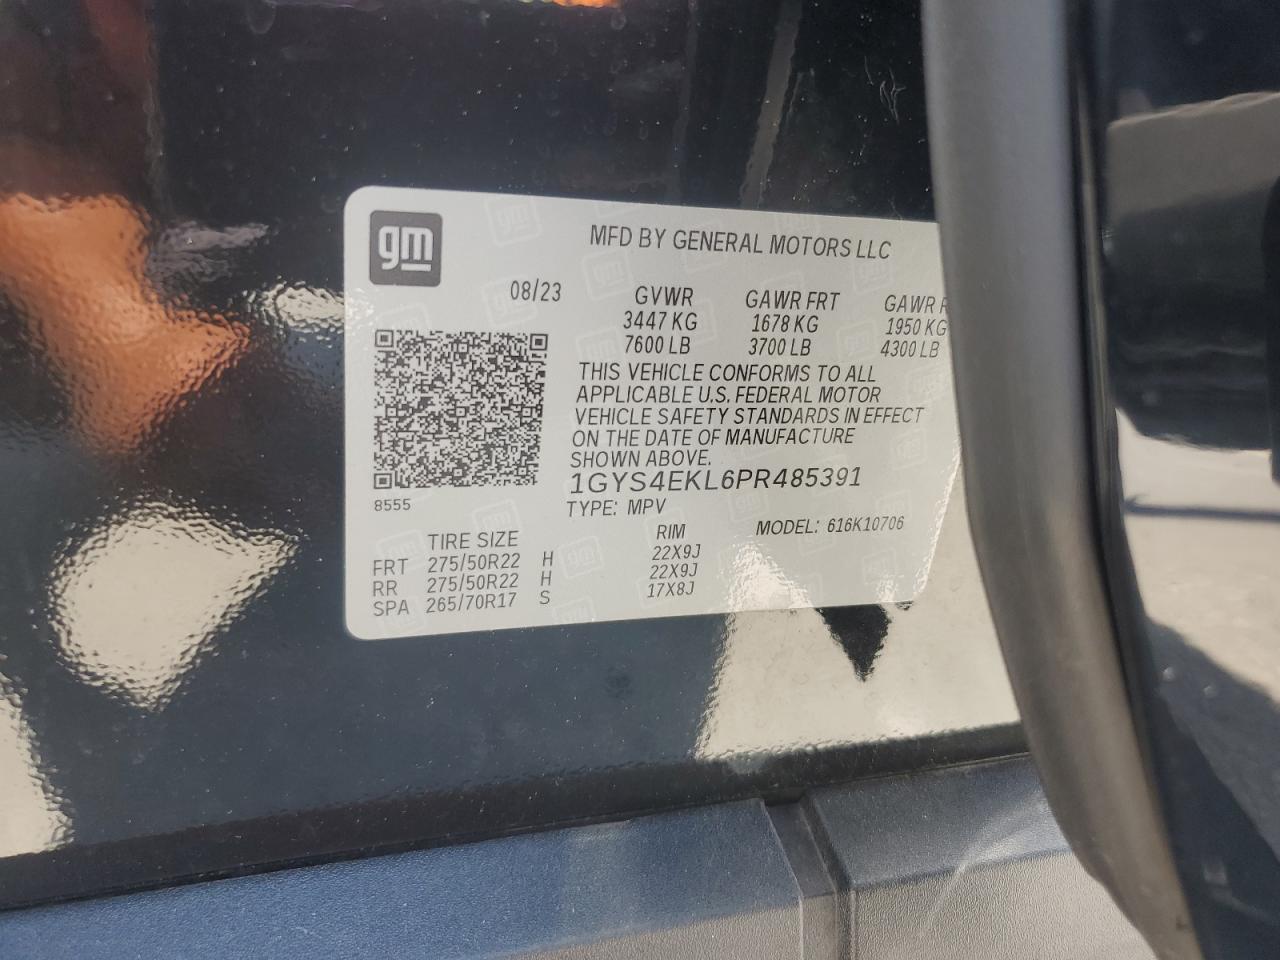 gm
MFD BY GENERAL MOTORS LLC
08/23 GVWR GAWR FRT GAWR
3447 KG 1678 KG 1950 KG
7600 LB 3700 LB 4300 LB
THIS VEHICLE CONFORMS TO ALL
APPLICABLE U.S. FEDERAL MOTOR
VEHICLE SAFETY STANDARDS IN EFFECT
ON THE DATE OF MANUFACTURE
SHOWN ABOVE.
1GYS4EKL6PR485391
8555 TYPE: MPV
MODEL: 616K10706
TIRE SIZE RIM
FRT 275/50R22 H 22X9J
RR 275/50R22 H 22X9J
SPA 265/70R17 S 17X8J